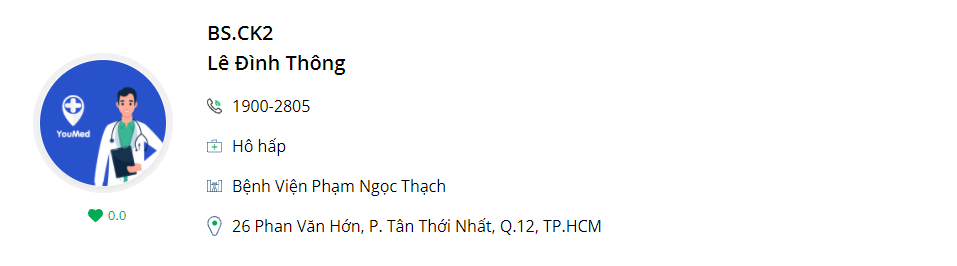 BS.CK2
Lê Đình Thông
1900-2805
Hô hấp
Bệnh Viện Phạm Ngọc Thạch
26 Phan Văn Hớn, P. Tân Thới Nhất, Q.12, TP.HCM
YouMed
0.0